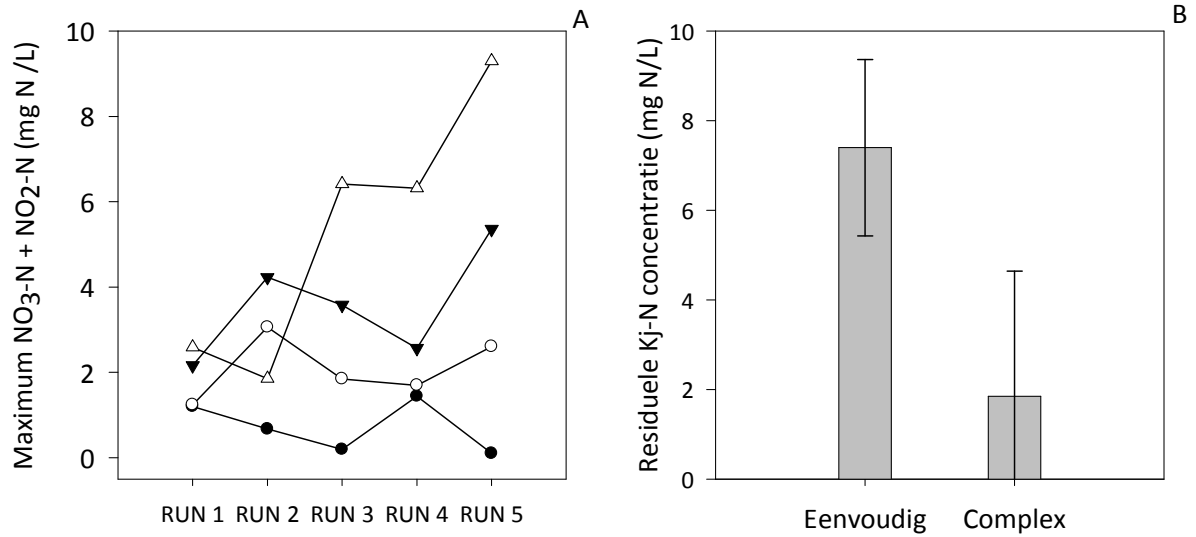 A
Maximum NO3-N + NO2-N (mg N /L)
10
8
6
4
2
0
RUN 1 RUN 2 RUN 3 RUN 4 RUN 5
B
Residuele Kj-N concentratie (mg N/L)
10
8
6
4
2
0
Eenvoudig Complex